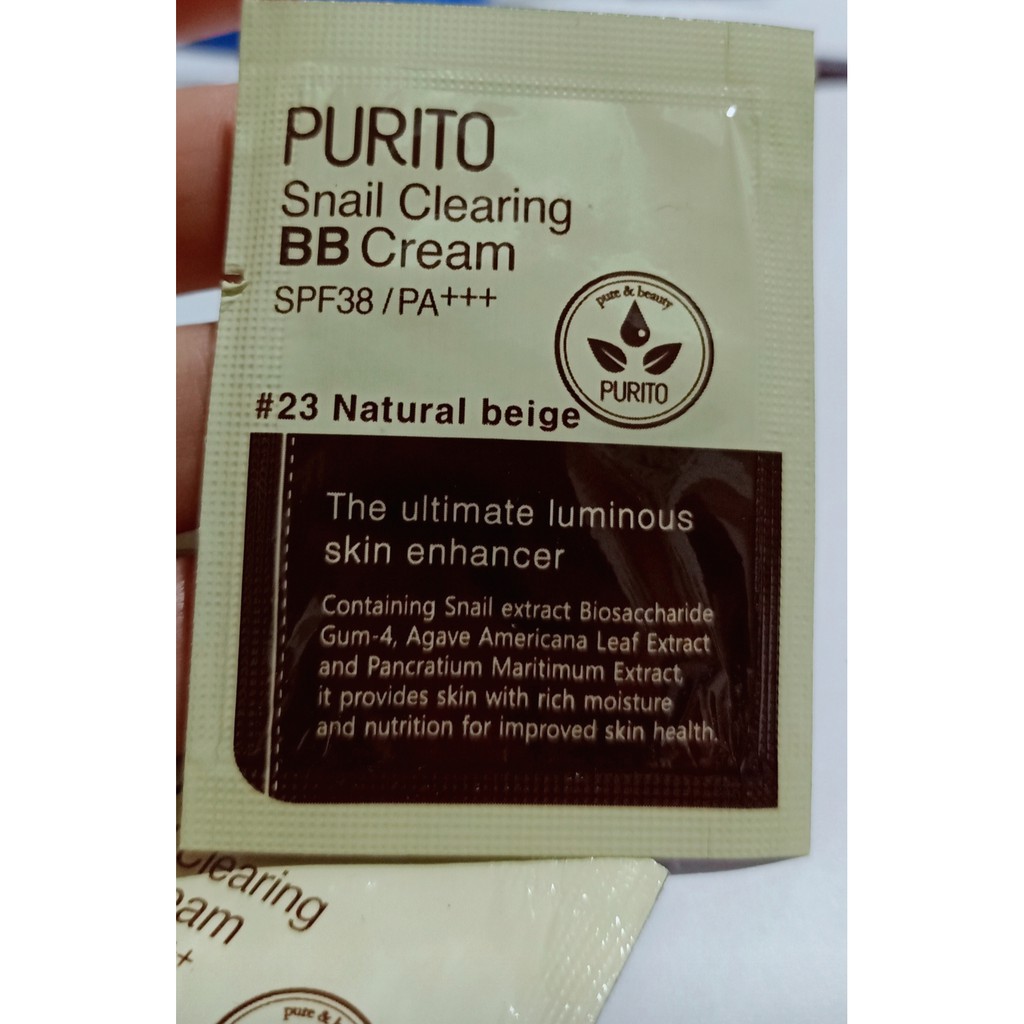 PURITO
Snail Clearing
BB Cream
SPF38 / PA+++
pure & beauty
PURITO
#23 Natural beige
The ultimate luminous
skin enhancer
Containing Snail extract Biosaccharide
Gum-4, Agave Americana Leaf Extract
and Pancratium Maritimum Extract,
it provides skin with rich moisture
and nutrition for improved skin health.
Clearing
pure &